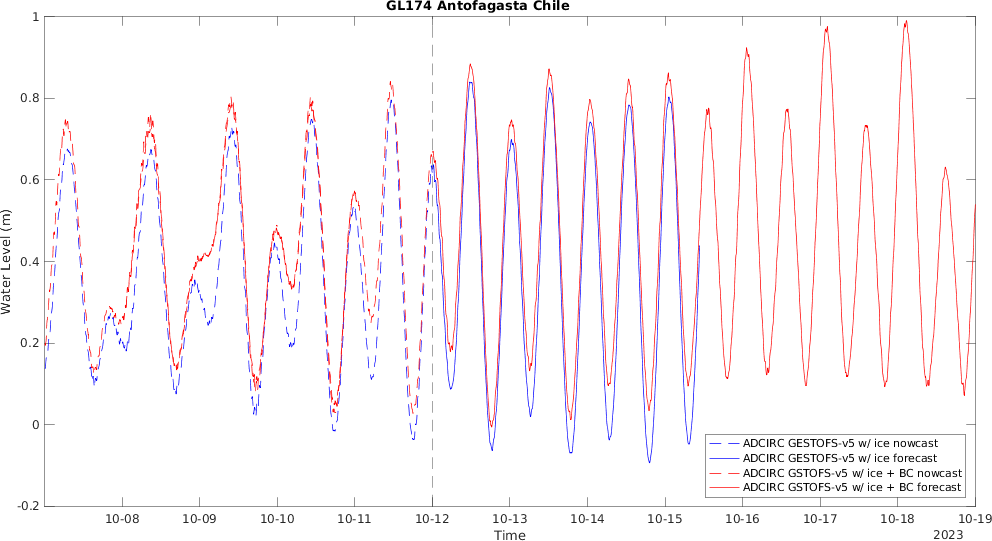 GL174 Antofagasta Chile
1
0.8
0.6
0.4
0.2
0
-0.2
Water Level (m)
10-08 10-09 10-10 10-11 10-12 10-13 10-14 10-15 10-16 10-17 10-18 10-19
Time
2023
ADCIRC GESTOFS-v5 w/ ice nowcast
ADCIRC GESTOFS-v5 w/ ice forecast
ADCIRC GSTOFS-v5 w/ ice + BC nowcast
ADCIRC GSTOFS-v5 w/ ice + BC forecast